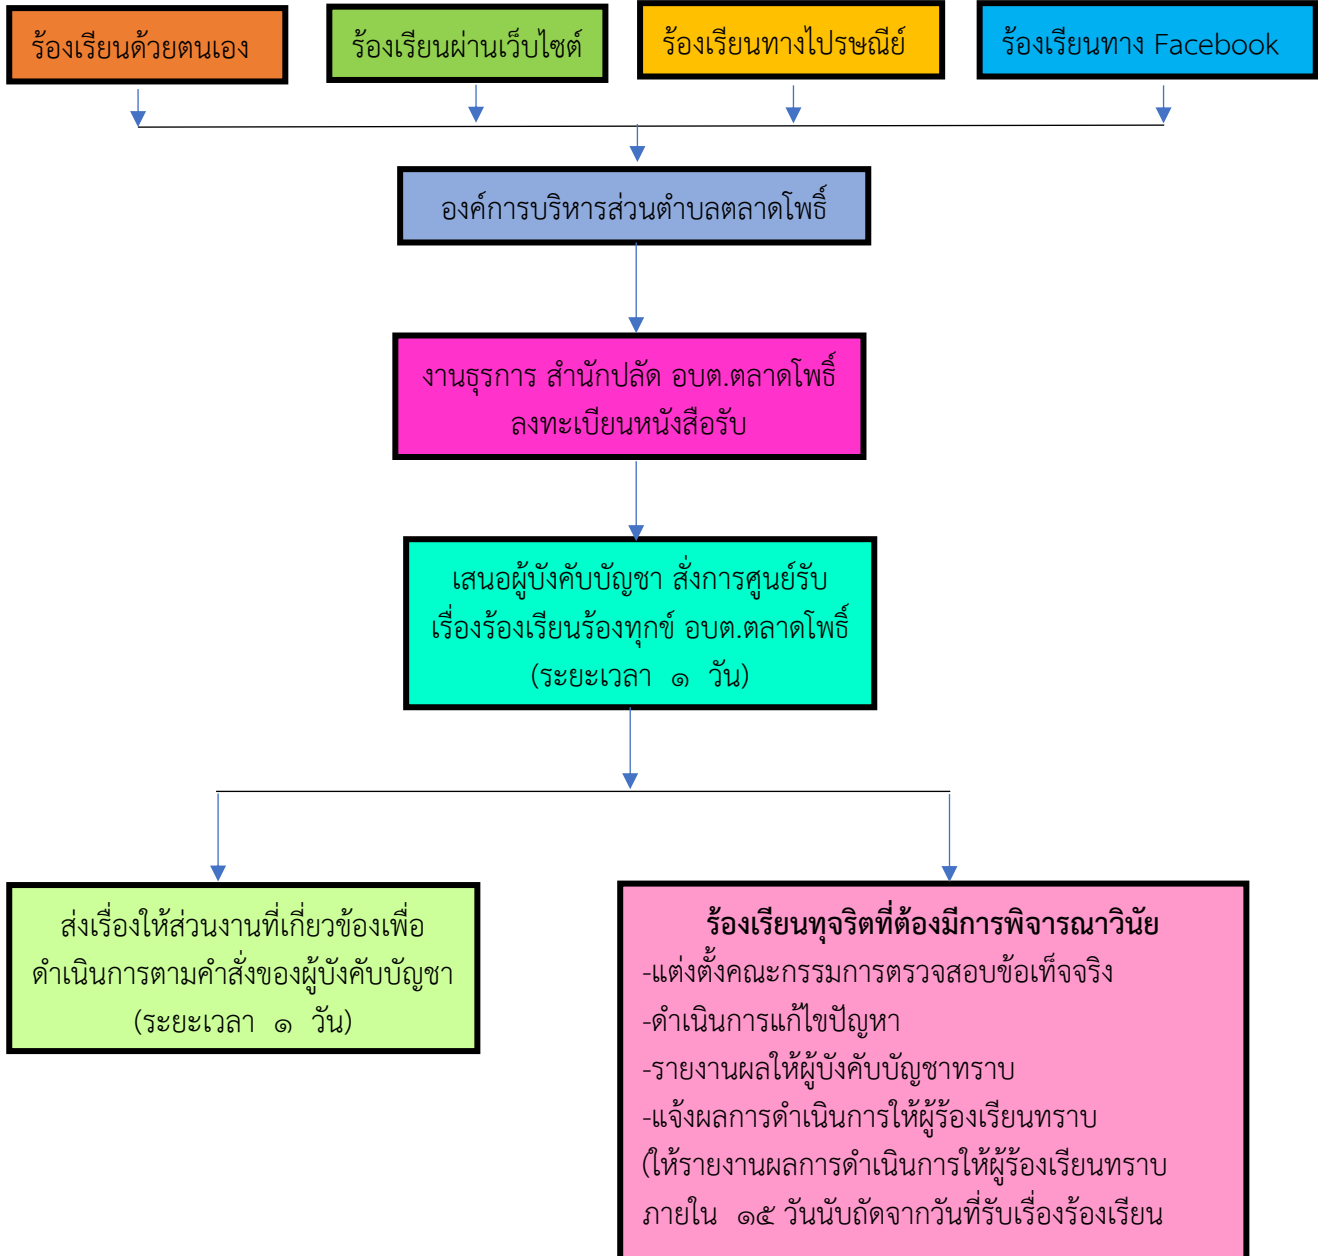 ร้องเรียนด้วยตนเอง
ร้องเรียนผ่านเว็บไซต์
ร้องเรียนทางไปรษณีย์
ร้องเรียนทาง Facebook
องค์การบริหารส่วนตำบลตลาดโพธิ์
งานธุรการ สำนักปลัด อบต.ตลาดโพธิ์
ลงทะเบียนหนังสือรับ
เสนอผู้บังคับบัญชา สั่งการศูนย์รับ
เรื่องร้องเรียนร้องทุกข์ อบต.ตลาดโพธิ์
(ระยะเวลา ๑ วัน)
ส่งเรื่องให้ส่วนงานที่เกี่ยวข้องเพื่อ
ดำเนินการตามคำสั่งของผู้บังคับบัญชา
(ระยะเวลา ๑ วัน)
ร้องเรียนทุจริตที่ต้องมีการพิจารณาวินัย
-แต่งตั้งคณะกรรมการตรวจสอบข้อเท็จจริง
-ดำเนินการแก้ไขปัญหา
-รายงานผลให้ผู้บังคับบัญชาทราบ
-แจ้งผลการดำเนินการให้ผู้ร้องเรียนทราบ
(ให้รายงานผลการดำเนินการให้ผู้ร้องเรียนทราบ
ภายใน ๑๕ วันนับถัดจากวันที่รับเรื่องร้องเรียน